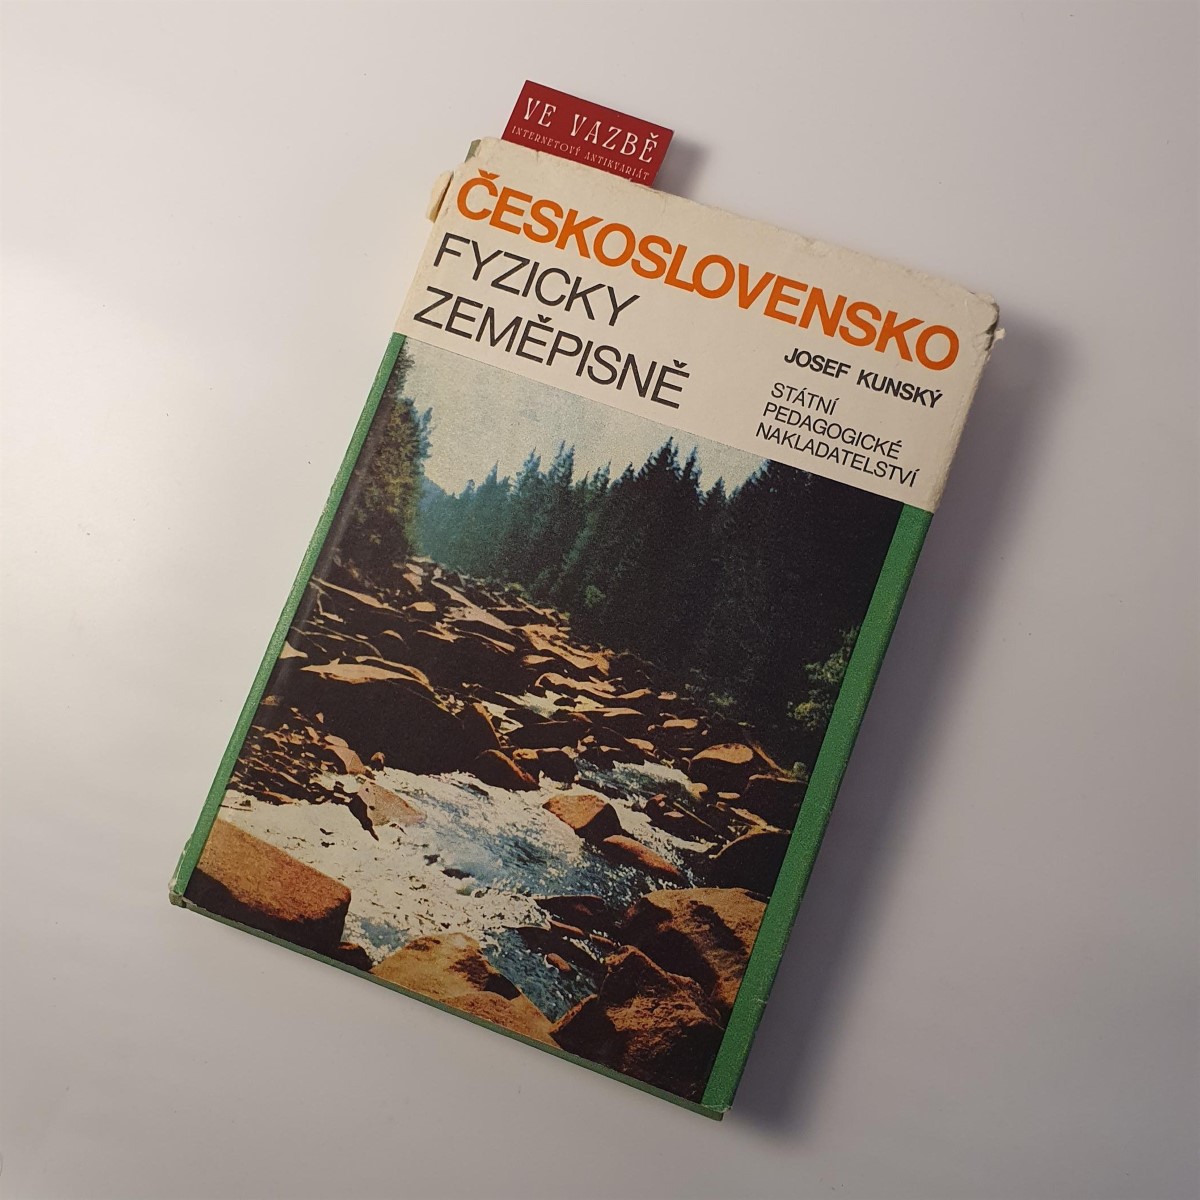 VE VAZBĚ
INTERNETOVÝ ANTIKVARIÁT
ČESKOSLOVENSKO
FYZICKY
ZEMĚPISNĚ
JOSEF KUNSKÝ
STÁTNÍ
PEDAGOGICKÉ
NAKLADATELSTVÍ